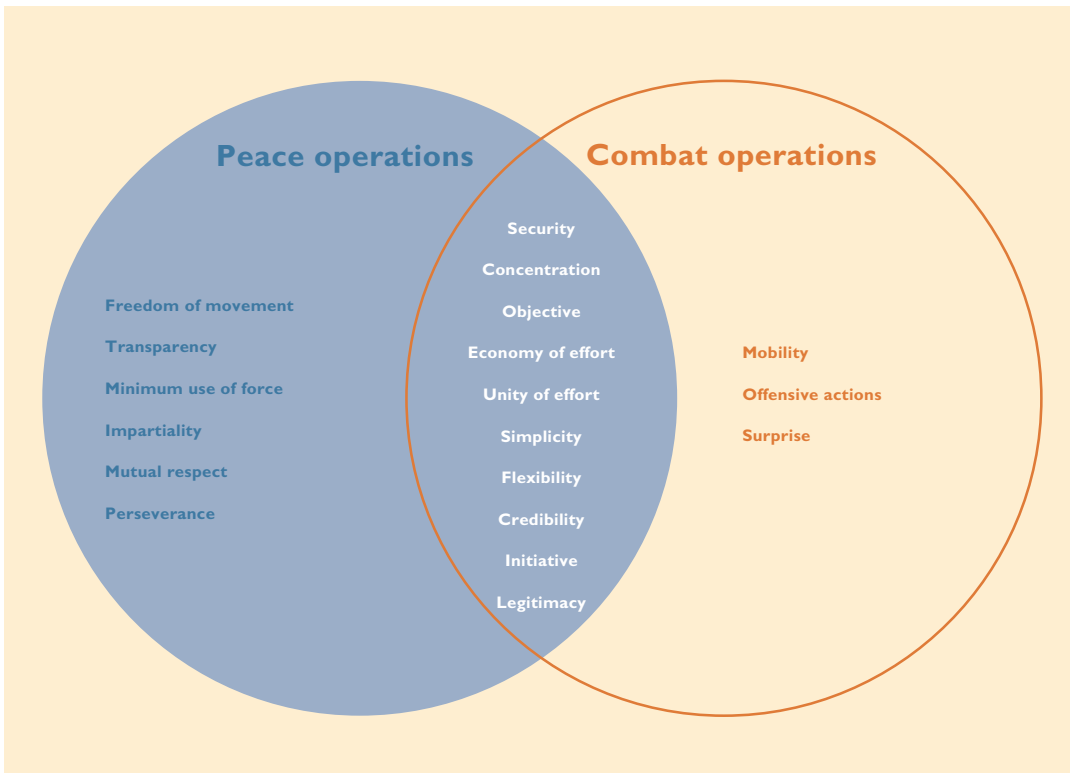 Peace operations
Combat operations
Freedom of movement
Transparency
Minimum use of force
Impartiality
Mutual respect
Perseverance
Security
Concentration
Objective
Economy of effort
Unity of effort
Simplicity
Flexibility
Credibility
Initiative
Legitimacy
Mobility
Offensive actions
Surprise